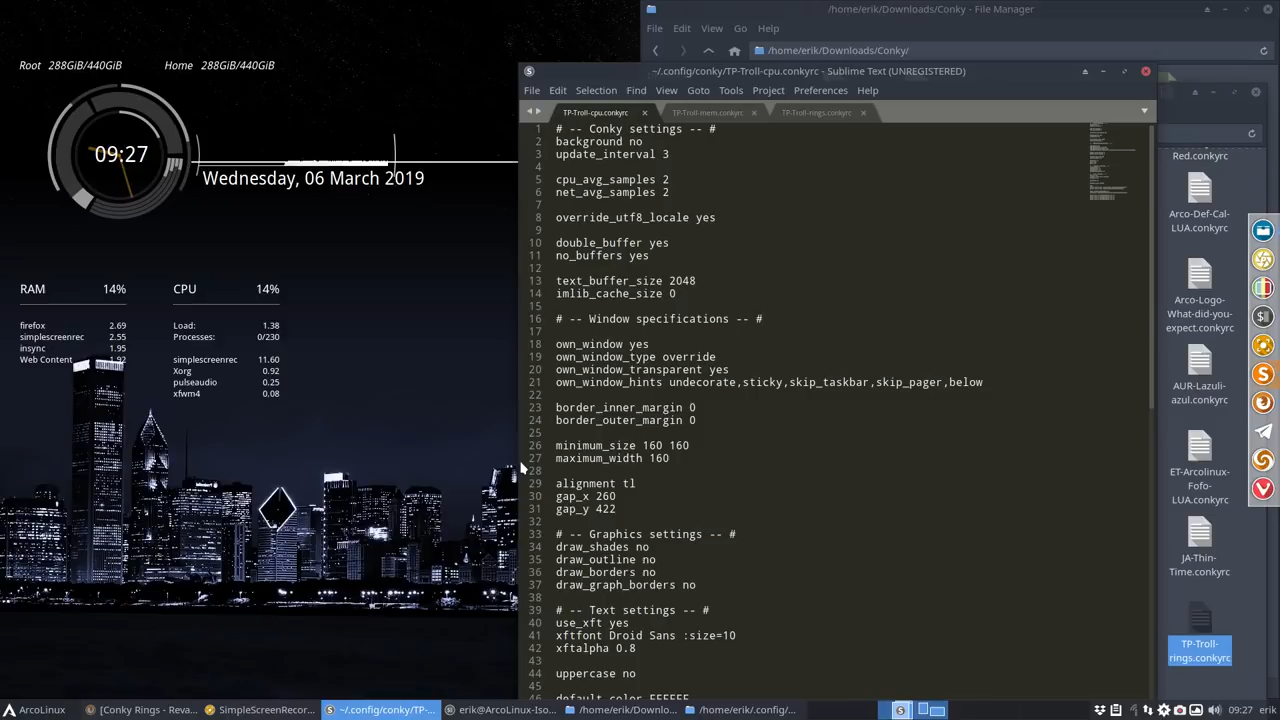 /home/erik/Downloads/Conky - File Manager
File Edit View Go Help
/home/erik/Downloads/Conky/
Root 288GiB/440GiB Home 288GiB/440GiB
09:27
Wednesday, 06 March 2019
RAM 14%
firefox 2.69
simplescreenrec 2.55
insync 1.95
Web Content 1.92
CPU 14%
Load: 1.38
Processes: 0/230
simplescreenrec 11.60
Xorg 0.92
pulseaudio 0.25
xfwm4 0.08
~/.config/conky/TP-Troll-cpu.conkyrc - Sublime Text (UNREGISTERED)
File Edit Selection Find View Goto Tools Project Preferences Help
TP-Troll-cpu.conkyrc TP-Troll-mem.conkyrc TP-Troll-rings.conkyrc
1 # -- Conky settings -- #
2 background no
3 update_interval 3
4
5 cpu_avg_samples 2
6 net_avg_samples 2
7
8 override_utf8_locale yes
9
10 double_buffer yes
11 no_buffers yes
12
13 text_buffer_size 2048
14 imlib_cache_size 0
15
16 # -- Window specifications -- #
17
18 own_window yes
19 own_window_type override
20 own_window_transparent yes
21 own_window_hints undecorate,sticky,skip_taskbar,skip_pager,below
22
23 border_inner_margin 0
24 border_outer_margin 0
25
26 minimum_size 160 160
27 maximum_width 160
28
29 alignment tl
30 gap_x 260
31 gap_y 422
32
33 # -- Graphics settings -- #
34 draw_shades no
35 draw_outline no
36 draw_borders no
37 draw_graph_borders no
38
39 # -- Text settings -- #
40 use_xft yes
41 xftfont Droid Sans :size=10
42 xftalpha 0.8
43
44 uppercase no
45
46 default_color FFFFFF
Red.conkyrc
Arco-Def-Cal-
LUA.conkyrc
Arco-Logo-
What-did-you-
expect.conkyrc
AUR-Lazuli-
azul.conkyrc
ET-Arcolinux-
Fofo-
LUA.conkyrc
JA-Thin-
Time.conkyrc
TP-Troll-
rings.conkyrc
ArcoLinux [Conky Rings - Reva... SimpleScreenRecor... ~/.config/conky/TP-... erik@ArcoLinux-Iso... /home/erik/Downlo... /home/erik/.config/... 09:27 erik